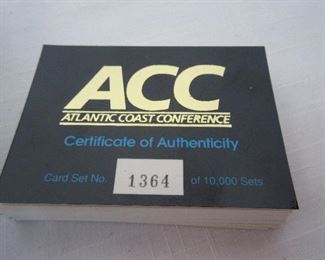 ACC
ATLANTIC COAST CONFERENCE
Certificate of Authenticity
Card Set No. 1364 of 10,000 Sets